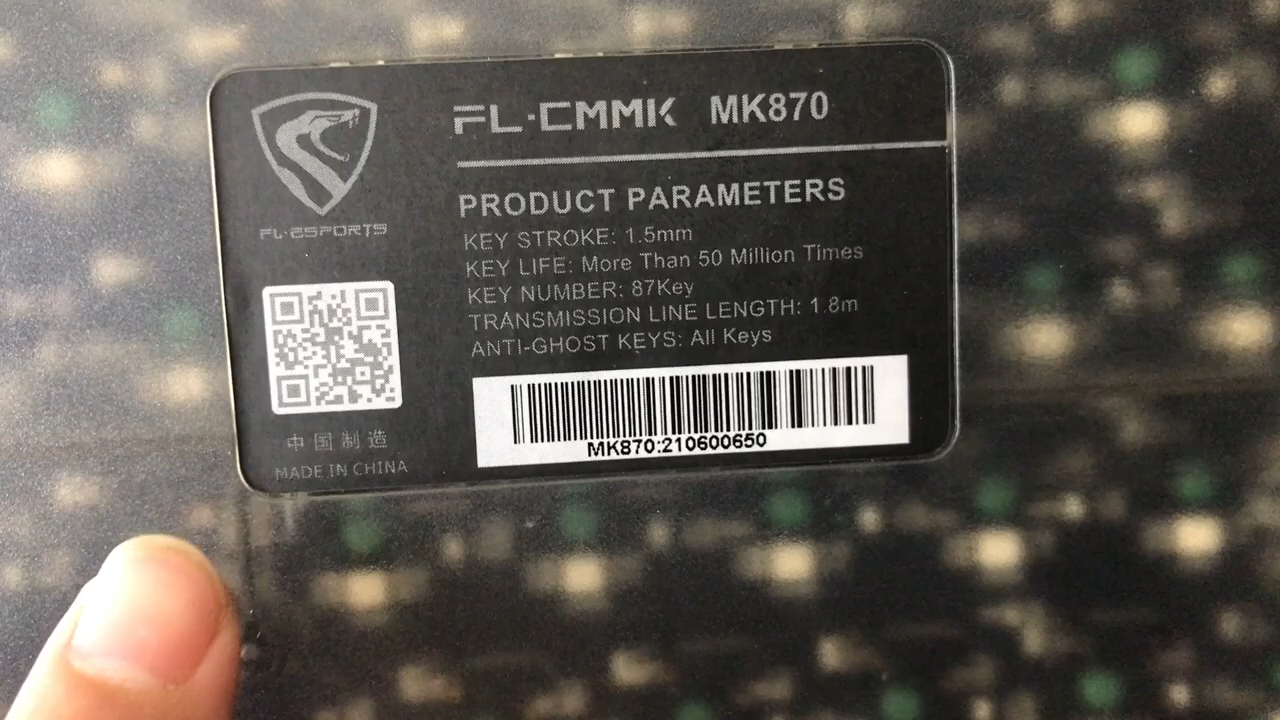 FL·CMMK MK870
FL·ESPORTS
PRODUCT PARAMETERS
KEY STROKE: 1.5mm
KEY LIFE: More Than 50 Million Times
KEY NUMBER: 87Key
TRANSMISSION LINE LENGTH: 1.8m
ANTI-GHOST KEYS: All Keys
MK870:210600650
中国制造
MADE IN CHINA